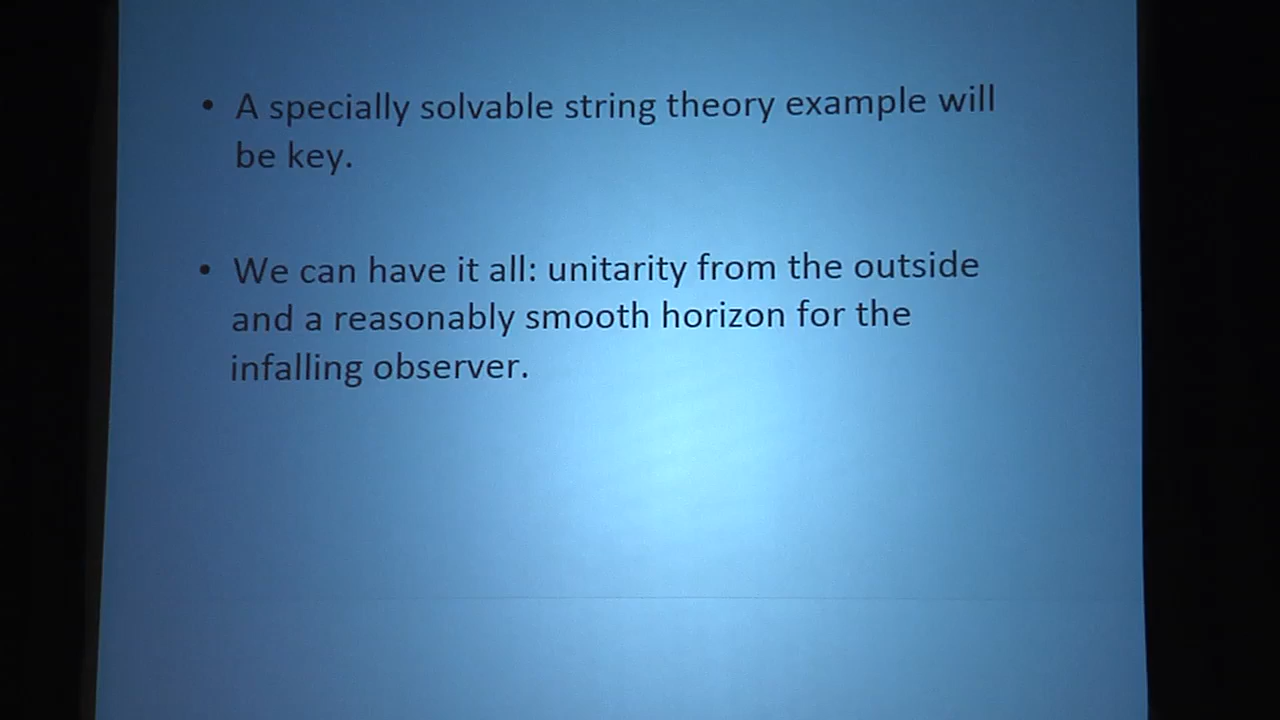 • A specially solvable string theory example will
be key.
• We can have it all: unitarity from the outside
and a reasonably smooth horizon for the
infalling observer.